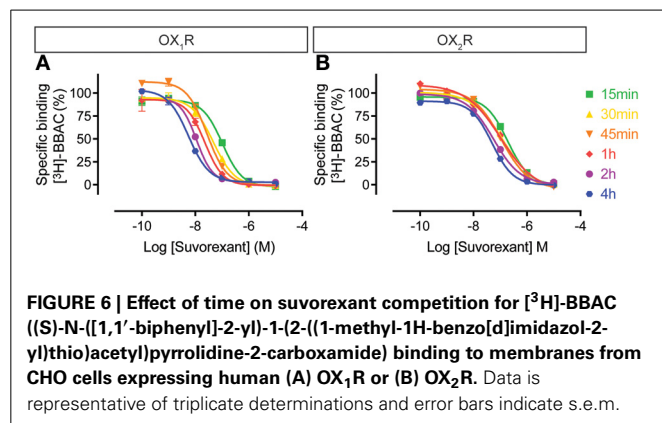 OX₁R
OX₂R
A
B
Specific binding
[³H]-BBAC (%)
100
75
50
25
0
-10
-8
-6
-4
Log [Suvorexant] (M)
Specific binding
[³H]-BBAC (%)
100
75
50
25
0
-10
-8
-6
-4
Log [Suvorexant] M
15min
30min
45min
1h
2h
4h
FIGURE 6 | Effect of time on suvorexant competition for [³H]-BBAC
((S)-N-([1,1′-biphenyl]-2-yl)-1-(2-((1-methyl-1H-benzo[d]imidazol-2-
yl)thio)acetyl)pyrrolidine-2-carboxamide) binding to membranes from
CHO cells expressing human (A) OX₁R or (B) OX₂R. Data is
representative of triplicate determinations and error bars indicate s.e.m.